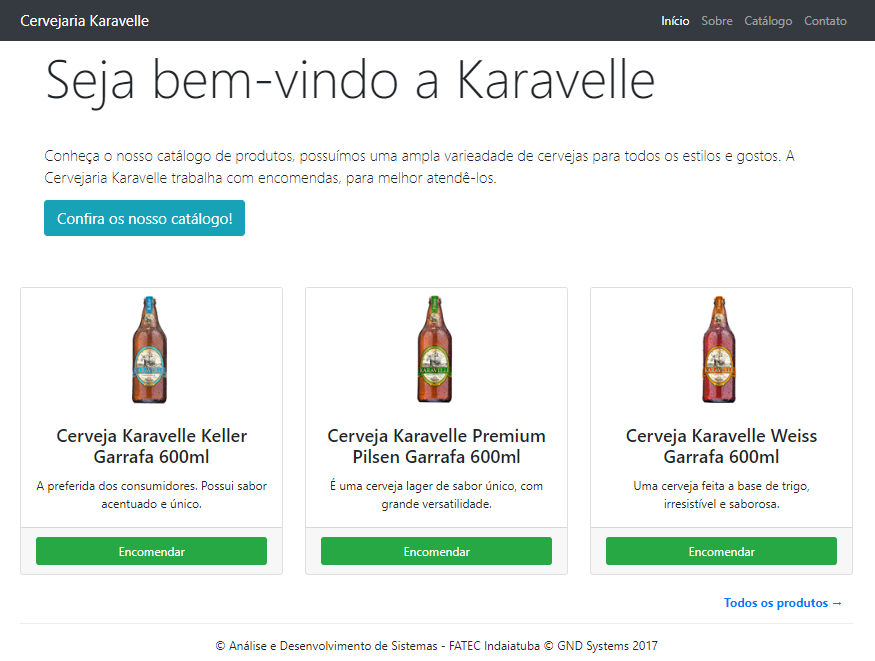 Cervejaria Karavelle
Início Sobre Catálogo Contato
Seja bem-vindo a Karavelle
Conheça o nosso catálogo de produtos, possuímos uma ampla varieadade de cervejas para todos os estilos e gostos. A
Cervejaria Karavelle trabalha com encomendas, para melhor atendê-los.
Confira os nosso catálogo!
KARAVELLE
Cerveja Karavelle Keller
Garrafa 600ml
A preferida dos consumidores. Possui sabor
acentuado e único.
Encomendar
KARAVELLE
Cerveja Karavelle Premium
Pilsen Garrafa 600ml
É uma cerveja lager de sabor único, com
grande versatilidade.
Encomendar
KARAVELLE
Cerveja Karavelle Weiss
Garrafa 600ml
Uma cerveja feita a base de trigo,
irresistível e saborosa.
Encomendar
Todos os produtos →
© Análise e Desenvolvimento de Sistemas - FATEC Indaiatuba © GND Systems 2017